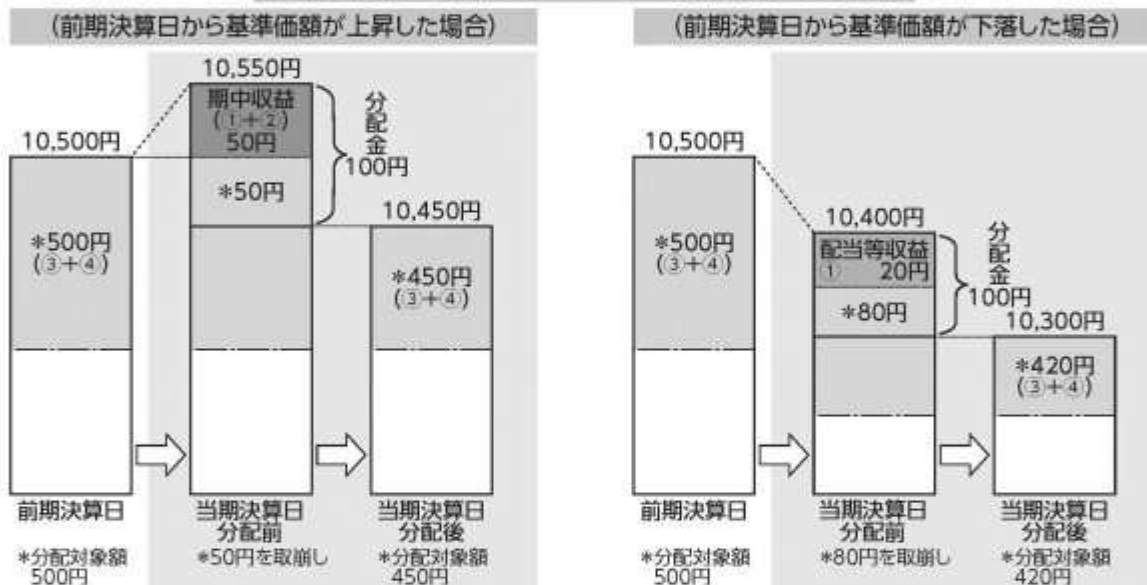 (前期決算日から基準価額が上昇した場合)
10,550円
期中収益
(①+②)
50円
分配金
100円
10,500円
*50円
10,450円
*500円
(③+④)
*450円
(③+④)
前期決算日
当期決算日
分配前
当期決算日
分配後
*分配対象額
500円
*50円を取崩し
*分配対象額
450円
(前期決算日から基準価額が下落した場合)
10,500円
10,400円
配当等収益
① 20円
分配金
100円
*80円
10,300円
*500円
(③+④)
*420円
(③+④)
前期決算日
当期決算日
分配前
当期決算日
分配後
*分配対象額
500円
*80円を取崩し
*分配対象額
420円